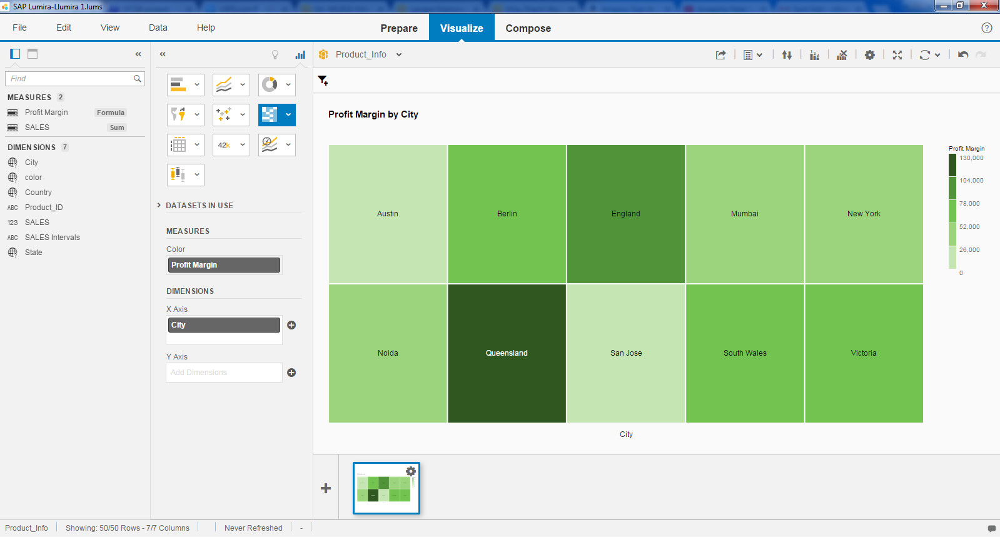 SAP Lumira-Llumira 1.lums
File Edit View Data Help
Prepare Visualize Compose
Find
MEASURES 2
Profit Margin Formula
SALES Sum
DIMENSIONS 7
City
color
Country
ABC Product_ID
123 SALES
ABC SALES Intervals
State
42k
DATASETS IN USE
MEASURES
Color
Profit Margin
DIMENSIONS
X Axis
City
Y Axis
Add Dimensions
Product_Info
Profit Margin by City
Austin Berlin England Mumbai New York
Noida Queensland San Jose South Wales Victoria
City
Profit Margin
130,000
104,000
78,000
52,000
26,000
0
Product_Info Showing: 50/50 Rows - 7/7 Columns Never Refreshed -